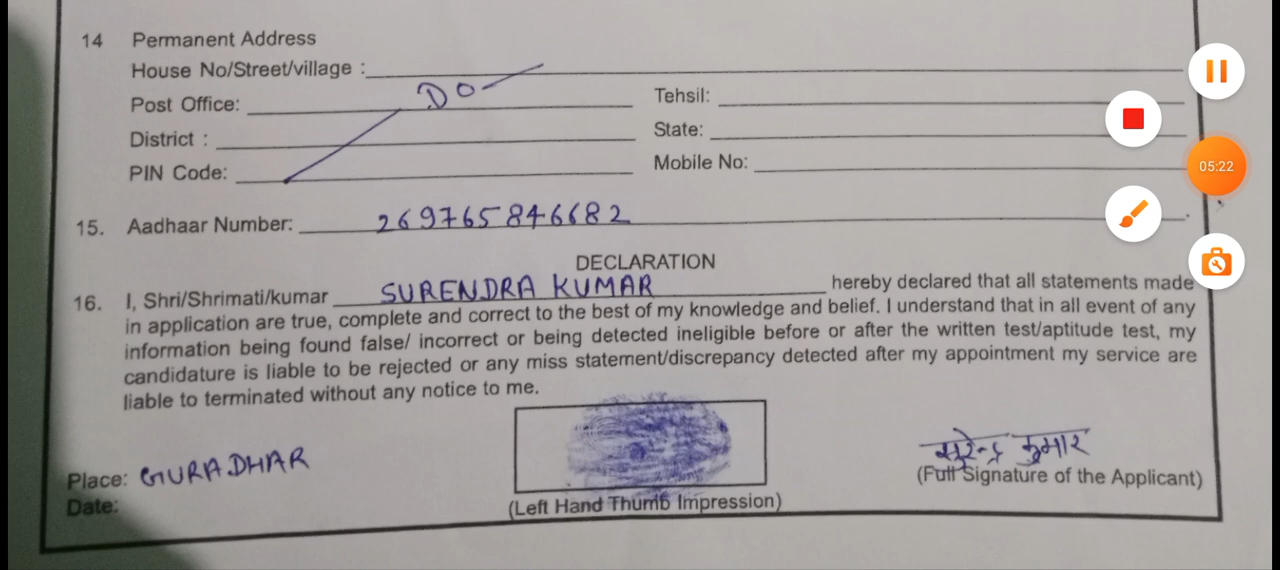 14 Permanent Address
House No/Street/village :
Post Office: DO Tehsil:
District : State:
PIN Code: Mobile No:
15. Aadhaar Number: 269765846682
DECLARATION
16. I, Shri/Shrimati/kumar SURENDRA KUMAR hereby declared that all statements made
in application are true, complete and correct to the best of my knowledge and belief. I understand that in all event of any
information being found false/ incorrect or being detected ineligible before or after the written test/aptitude test, my
candidature is liable to be rejected or any miss statement/discrepancy detected after my appointment my service are
liable to terminated without any notice to me.
सुरेन्द्र कुमार
Place: GURADHAR
(Full Signature of the Applicant)
Date:
(Left Hand Thumb Impression)
05:22